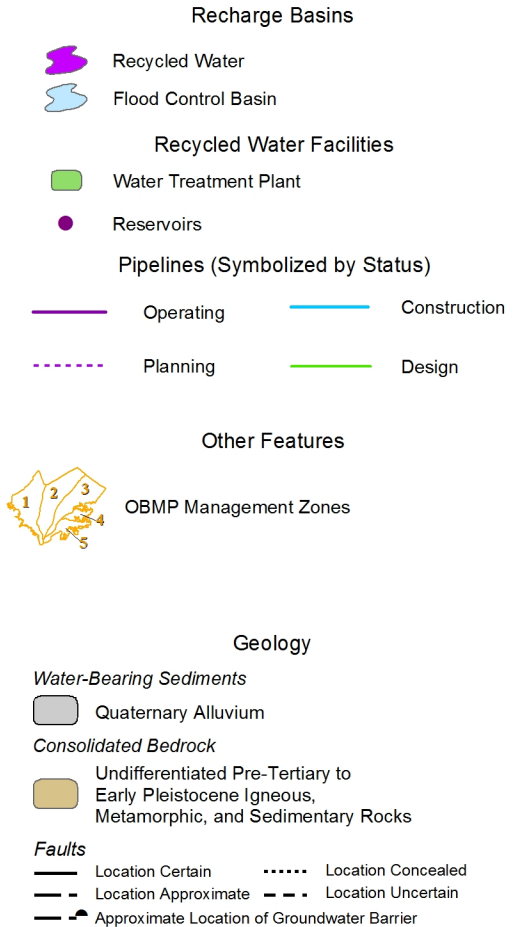 Recharge Basins
Recycled Water
Flood Control Basin
Recycled Water Facilities
Water Treatment Plant
Reservoirs
Pipelines (Symbolized by Status)
Operating
Construction
Planning
Design
Other Features
1
2
3
4
5
OBMP Management Zones
Geology
Water-Bearing Sediments
Quaternary Alluvium
Consolidated Bedrock
Undifferentiated Pre-Tertiary to
Early Pleistocene Igneous,
Metamorphic, and Sedimentary Rocks
Faults
Location Certain
Location Concealed
Location Approximate
Location Uncertain
Approximate Location of Groundwater Barrier